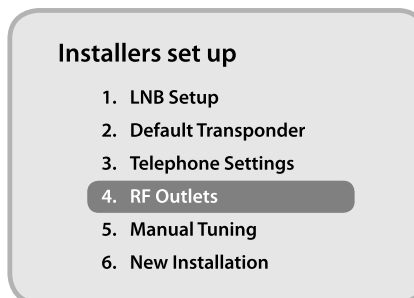 Installers set up
1. LNB Setup
2. Default Transponder
3. Telephone Settings
4. RF Outlets
5. Manual Tuning
6. New Installation